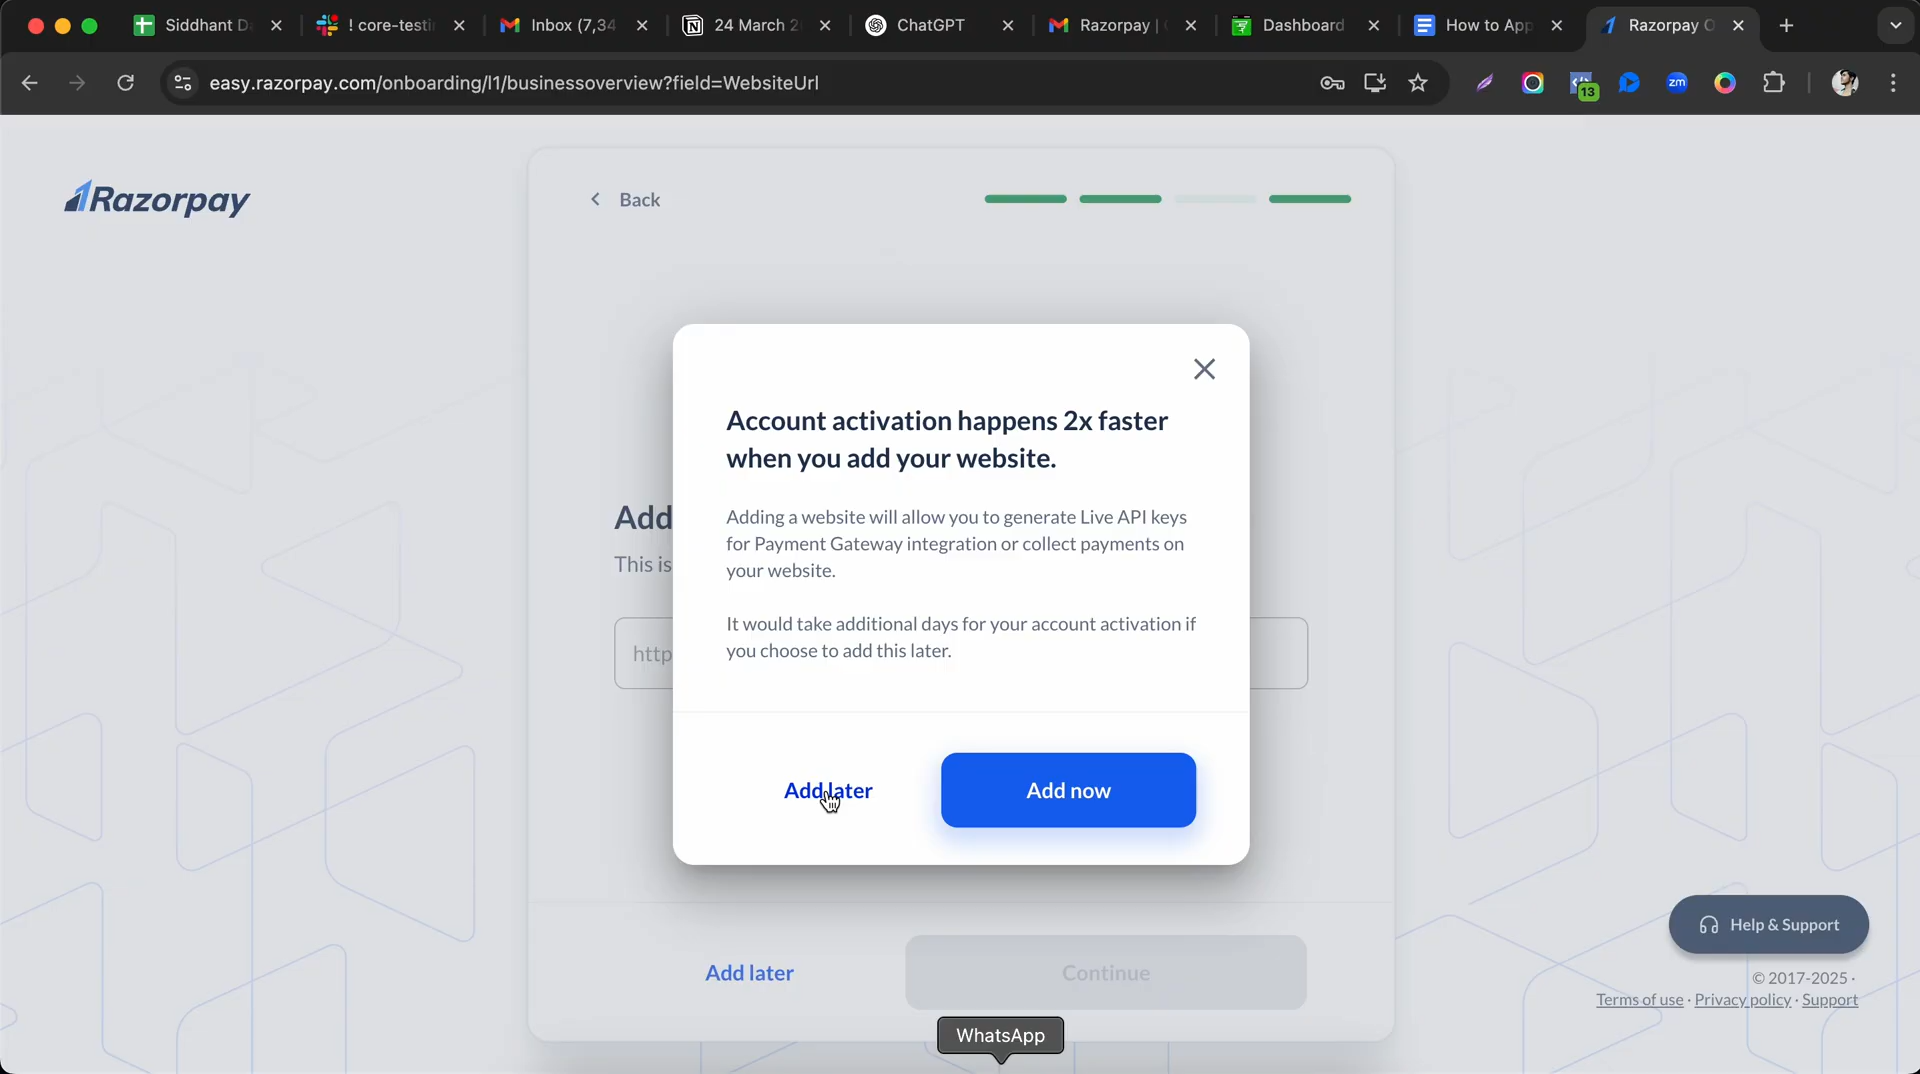 Siddhant D
! core-testi
Inbox (7,34
24 March 2
ChatGPT
Razorpay |
Dashboard
How to App
Razorpay O
easy.razorpay.com/onboarding/l1/businessoverview?field=WebsiteUrl
zm
13
Razorpay
Back
Account activation happens 2x faster
when you add your website.
Add
Adding a website will allow you to generate Live API keys
for Payment Gateway integration or collect payments on
your website.
This is
It would take additional days for your account activation if
you choose to add this later.
http
Add later
Add now
Help & Support
Add later
Continue
© 2017-2025 ·
Terms of use · Privacy policy · Support
WhatsApp